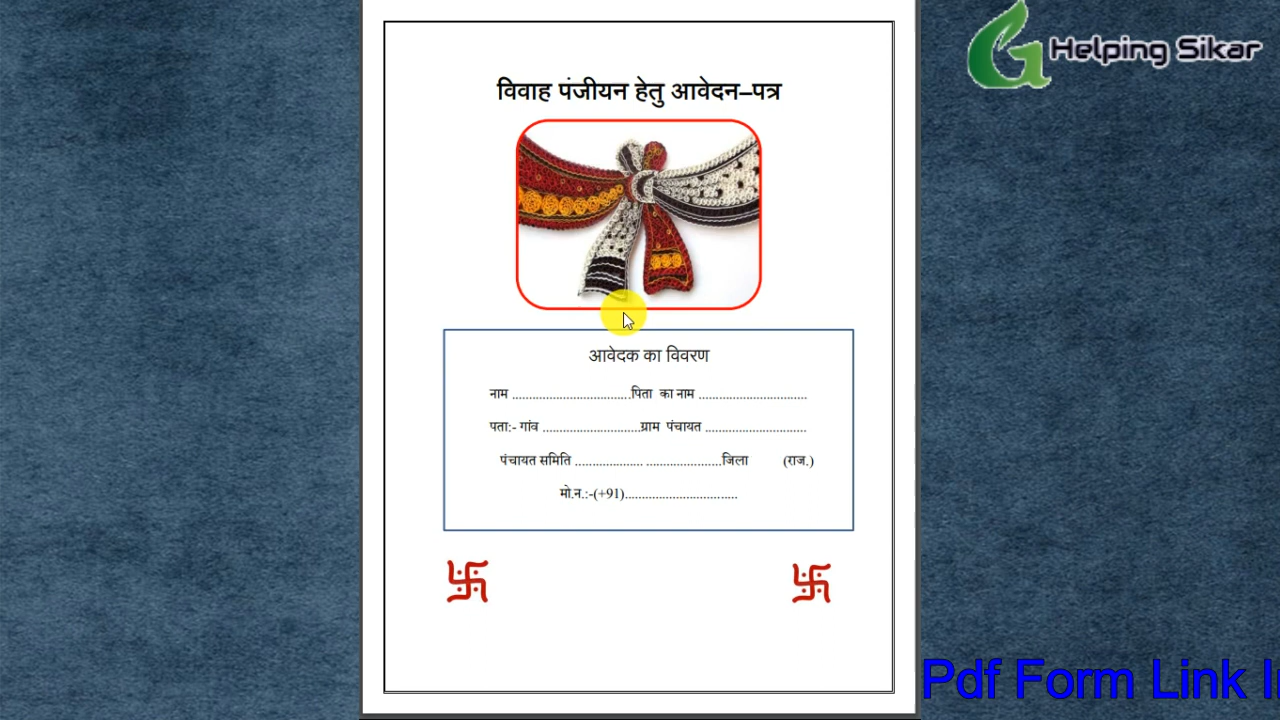 Helping Sikar
विवाह पंजीयन हेतु आवेदन–पत्र
आवेदक का विवरण
नाम ...................................पिता का नाम ................................
पता:- गांव .............................ग्राम पंचायत ..............................
पंचायत समिति .................... ......................जिला (राज.)
मो.न.:-(+91).................................
Pdf Form Link